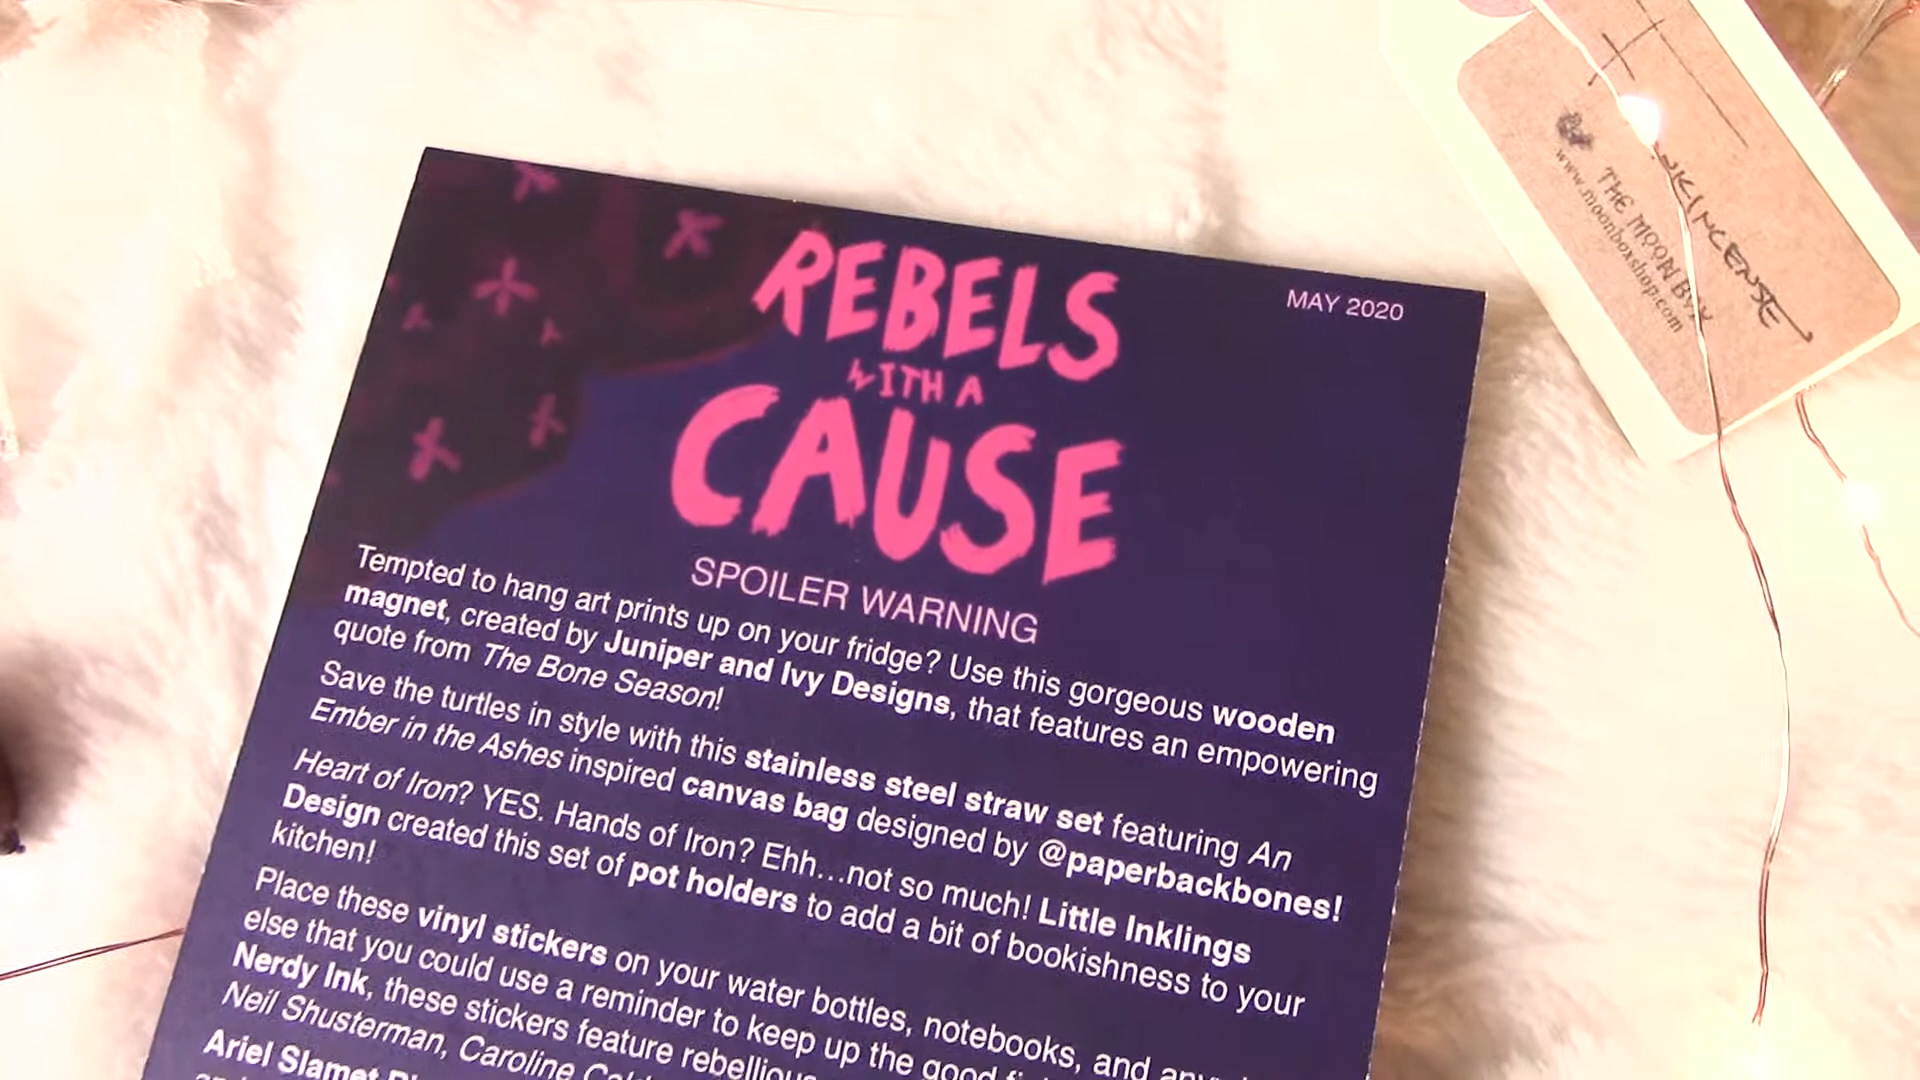 REBELS
WITH A
CAUSE
MAY 2020
SPOILER WARNING
Tempted to hang art prints up on your fridge? Use this gorgeous wooden
magnet, created by Juniper and Ivy Designs, that features an empowering
quote from The Bone Season!
Save the turtles in style with this stainless steel straw set featuring An
Ember in the Ashes inspired canvas bag designed by @paperbackbones!
Heart of Iron? YES. Hands of Iron? Ehh...not so much! Little Inklings
Design created this set of pot holders to add a bit of bookishness to your
kitchen!
Place these vinyl stickers on your water bottles, notebooks, and
else that you could use a reminder to keep up the good
Nerdy Ink, these stickers feature rebellious
Neil Shusterman, Caroline
Ariel Slamet
THE MOON
www.moonboxshop.com